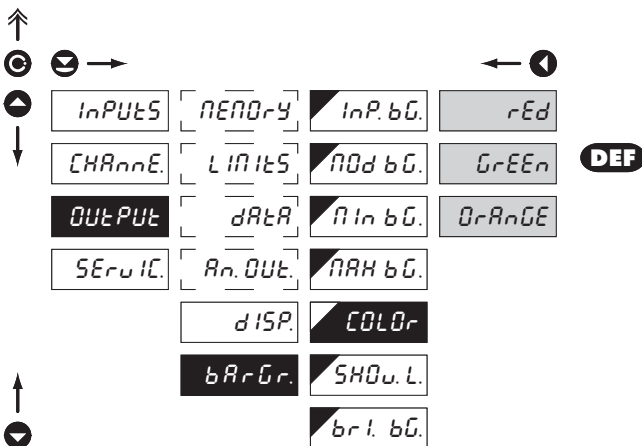 InPUtS MEMOrY InP. bG. rEd
CHAnnE. LIMItS MOd bG. GrEEn DEF
OUtPUt dAtA MIn bG. OrAnGE
SErvIC. An. OUt. MAX bG.
dISP. COLOr
bArGr. SHOv. L.
brI. bG.